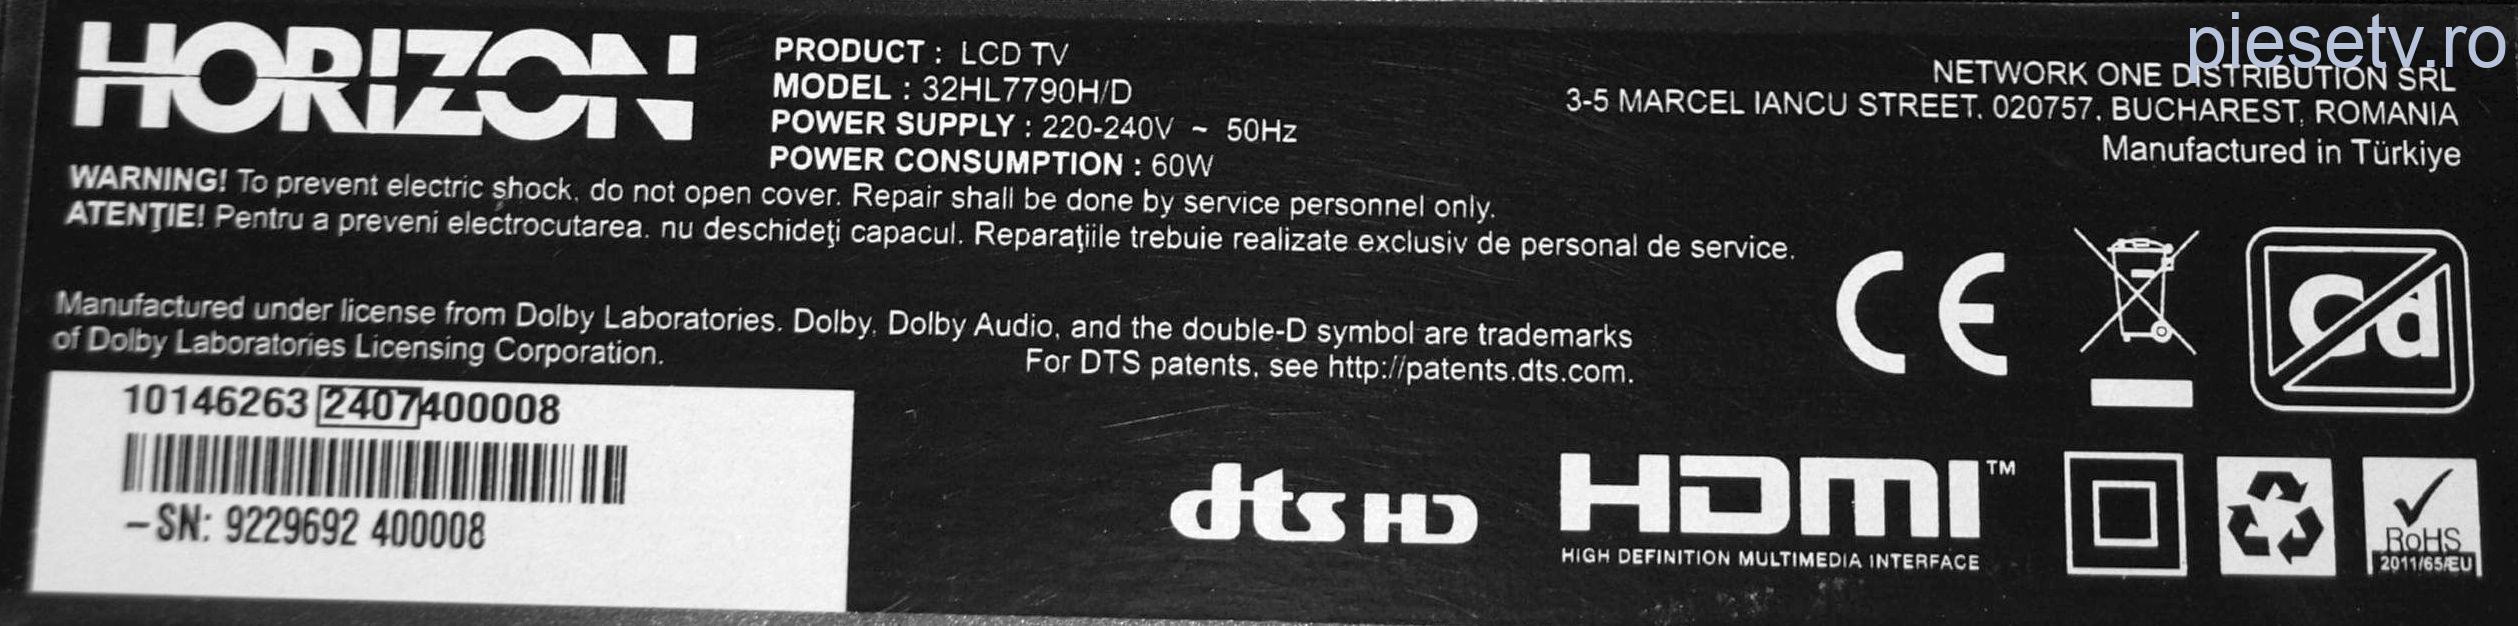 piesetv.ro
HORIZON
PRODUCT : LCD TV
MODEL : 32HL7790H/D
POWER SUPPLY : 220-240V ~ 50Hz
POWER CONSUMPTION : 60W
NETWORK ONE DISTRIBUTION SRL
3-5 MARCEL IANCU STREET, 020757, BUCHAREST, ROMANIA
Manufactured in Türkiye
WARNING! To prevent electric shock, do not open cover. Repair shall be done by service personnel only.
ATENŢIE! Pentru a preveni electrocutarea, nu deschideţi capacul. Reparaţiile trebuie realizate exclusiv de personal de service.
Manufactured under license from Dolby Laboratories. Dolby, Dolby Audio, and the double-D symbol are trademarks
of Dolby Laboratories Licensing Corporation.
For DTS patents, see http://patents.dts.com.
CE
Cd
10146263 2407400008
-SN: 9229692 400008
dts HD
HDMI™
HIGH DEFINITION MULTIMEDIA INTERFACE
RoHS
2011/65/EU